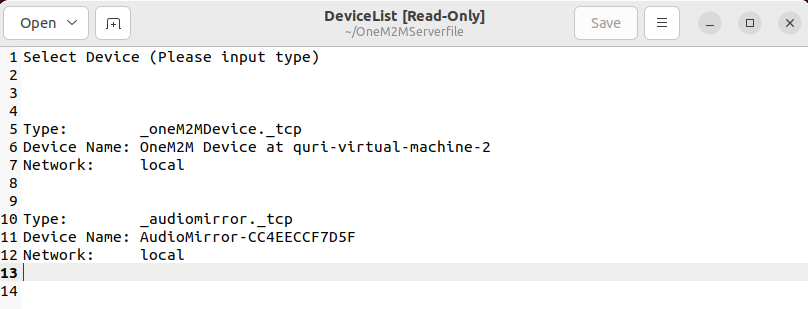 Open
DeviceList [Read-Only]
~/OneM2MServerfile
Save
1 Select Device (Please input type)
2
3
4
5 Type: _oneM2MDevice._tcp
6 Device Name: OneM2M Device at quri-virtual-machine-2
7 Network: local
8
9
10 Type: _audiomirror._tcp
11 Device Name: AudioMirror-CC4EECCF7D5F
12 Network: local
13
14